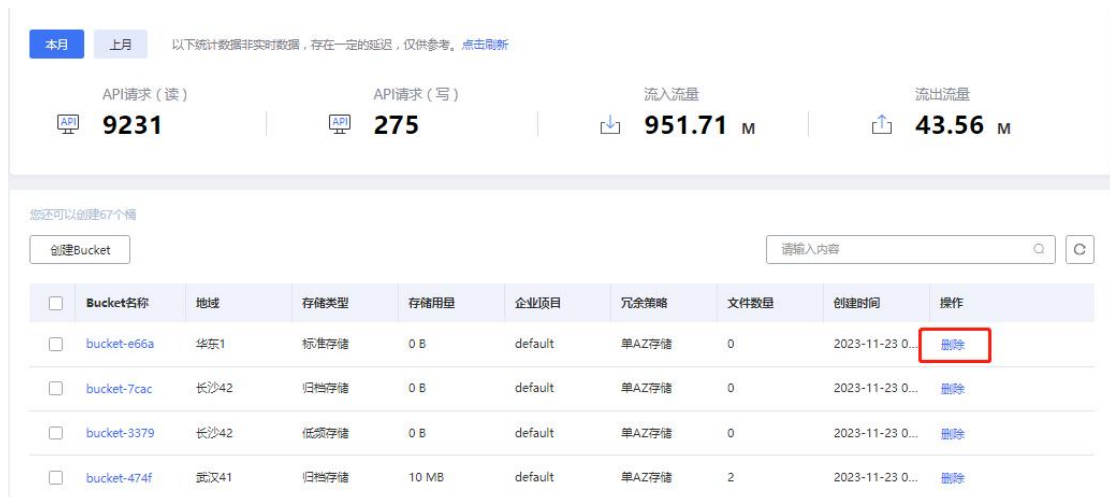 本月 上月 以下统计数据非实时数据，存在一定的延迟，仅供参考。点击刷新
API请求（读） API请求（写） 流入流量 流出流量
API 9231 API 275 951.71 M 43.56 M
您还可以创建67个桶
创建Bucket 请输入内容
Bucket名称 地域 存储类型 存储用量 企业项目 冗余策略 文件数量 创建时间 操作
bucket-e66a 华东1 标准存储 0 B default 单AZ存储 0 2023-11-23 0... 删除
bucket-7cac 长沙42 归档存储 0 B default 单AZ存储 0 2023-11-23 0... 删除
bucket-3379 长沙42 低频存储 0 B default 单AZ存储 0 2023-11-23 0... 删除
bucket-474f 武汉41 归档存储 10 MB default 单AZ存储 2 2023-11-23 0... 删除